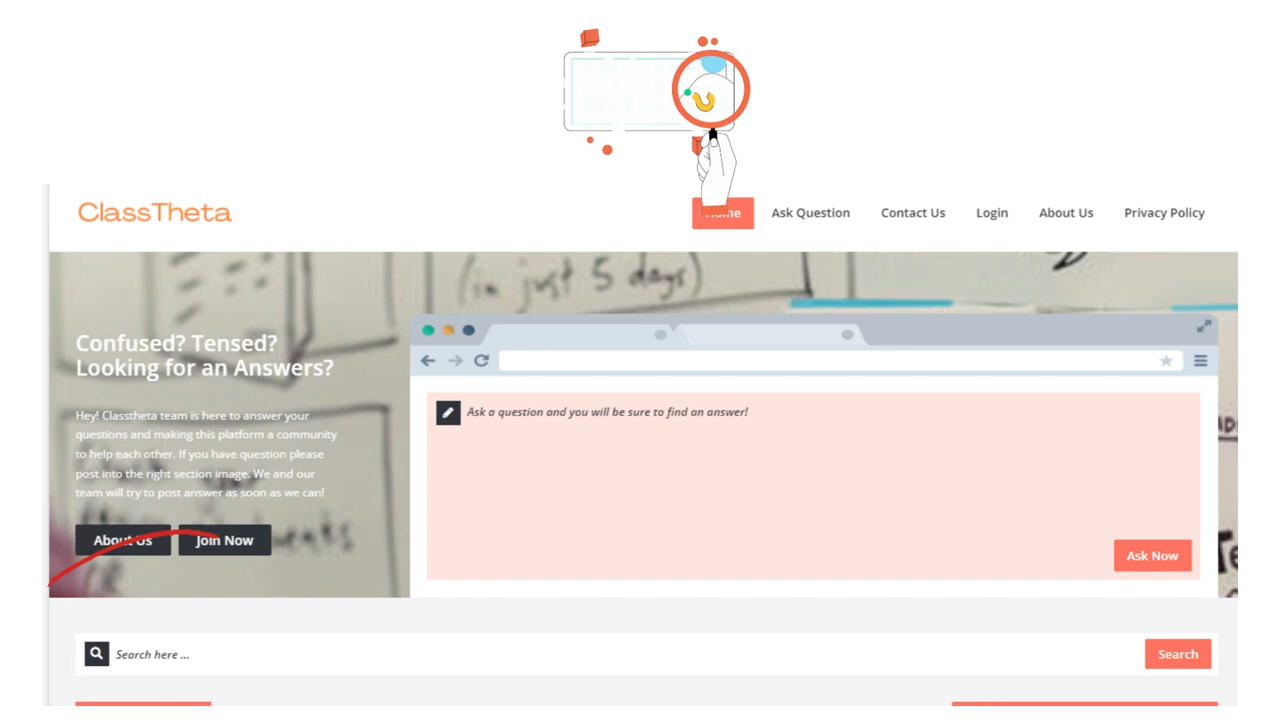 ClassTheta
Home Ask Question Contact Us Login About Us Privacy Policy
(in just 5 days)
Confused? Tensed?
Looking for an Answers?
Hey! Classtheta team is here to answer your
questions and making this platform a community
to help each other. If you have question please
post into the right section image. We and our
team will try to post answer as soon as we can!
About Us Join Now
Ask a question and you will be sure to find an answer!
Ask Now
Search here ...
Search